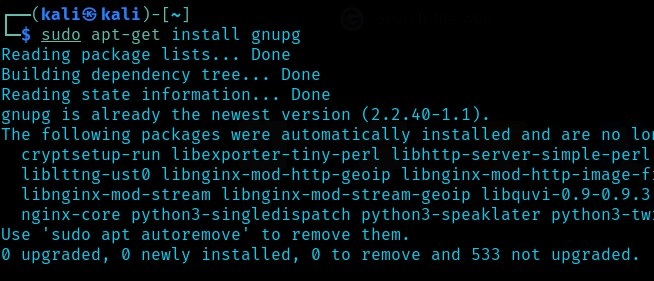 ┌──(kali㉿kali)-[~]
└─$ sudo apt-get install gnupg
Reading package lists... Done
Building dependency tree... Done
Reading state information... Done
gnupg is already the newest version (2.2.40-1.1).
The following packages were automatically installed and are no lon
  cryptsetup-run libexporter-tiny-perl libhttp-server-simple-perl
  liblttng-ust0 libnginx-mod-http-geoip libnginx-mod-http-image-fi
  libnginx-mod-stream libnginx-mod-stream-geoip libquvi-0.9-0.9.3
  nginx-core python3-singledispatch python3-speaklater python3-twi
Use 'sudo apt autoremove' to remove them.
0 upgraded, 0 newly installed, 0 to remove and 533 not upgraded.